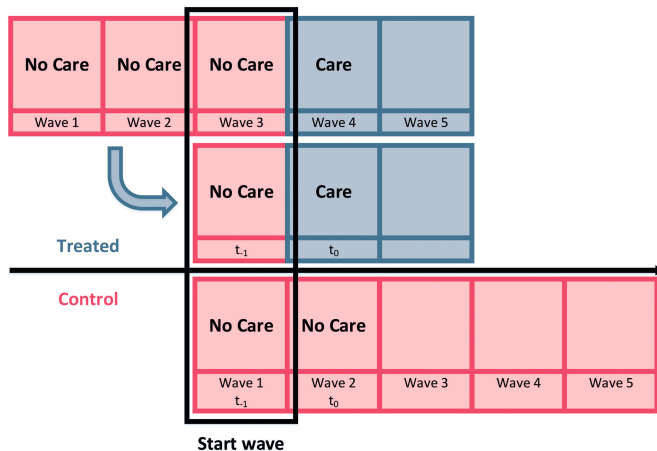 No Care No Care No Care Care
Wave 1 Wave 2 Wave 3 Wave 4 Wave 5
No Care Care
Treated
t-1 t0
Control
No Care No Care
Wave 1 Wave 2 Wave 3 Wave 4 Wave 5
t-1 t0
Start wave